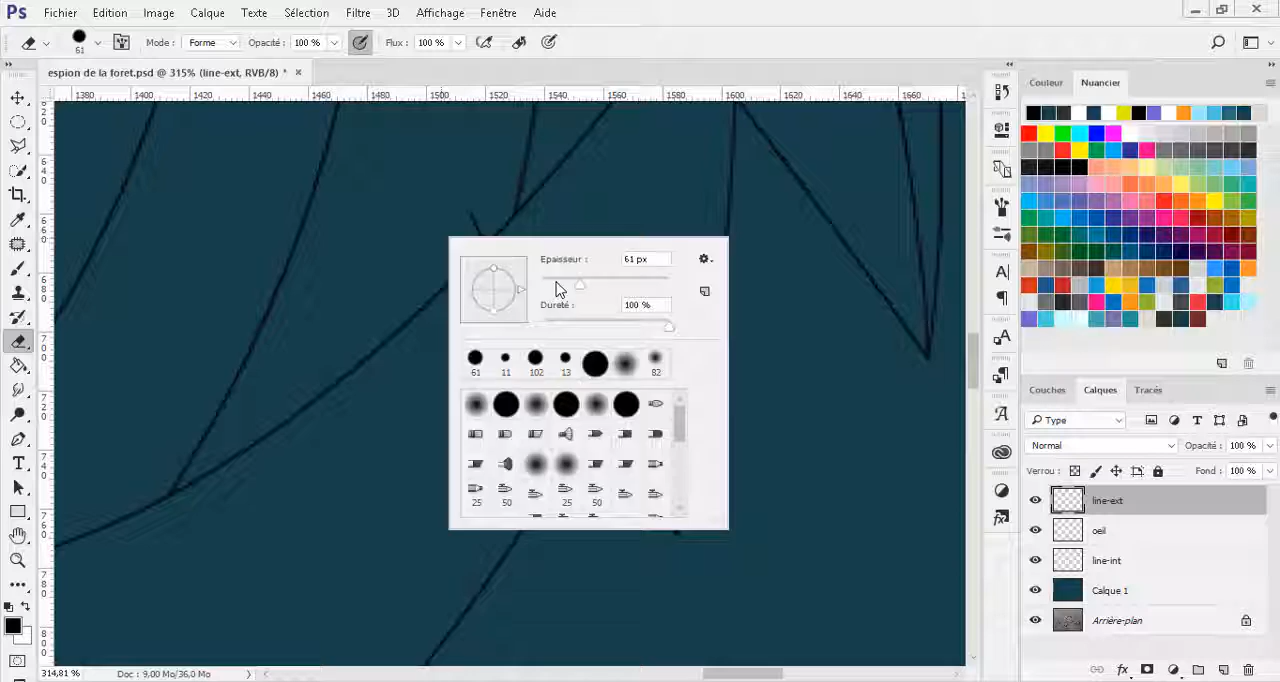 Ps Fichier Edition Image Calque Texte Sélection Filtre 3D Affichage Fenêtre Aide
61 Mode : Forme Opacité : 100 % Flux : 100 %
espion de la foret.psd @ 315% (line-ext, RVB/8) * ×
1380 1400 1420 1440 1460 1480 1500 1520 1540 1560 1580 1600 1620 1640 1660
Couleur Nuancier
Epaisseur : 61 px
Dureté : 100 %
61 11 102 13 82
25 50 25 50
Couches Calques Tracés
Type
Normal Opacité : 100 %
Verrou : Fond : 100 %
line-ext
oeil
line-int
Calque 1
Arrière-plan
314,81 % Doc : 9,00 Mo/36,0 Mo